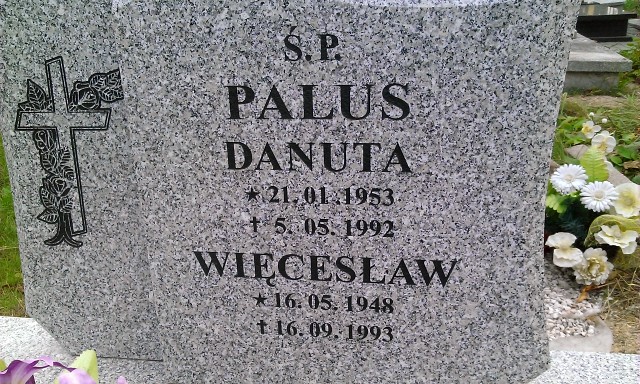 Ś.P.
PALUS
DANUTA
★ 21.01.1953
✝ 5.05.1992
WIĘCESŁAW
★ 16.05.1948
✝ 16.09.1993